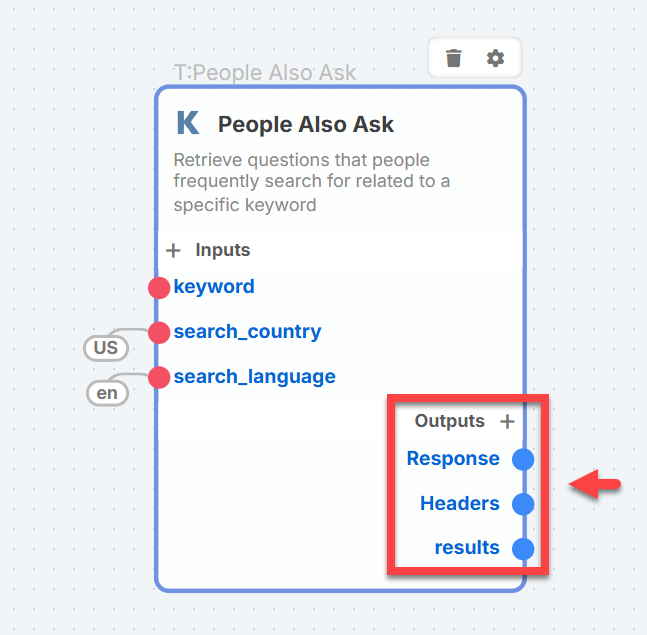 T:People Also Ask
K People Also Ask
Retrieve questions that people
frequently search for related to a
specific keyword
+ Inputs
keyword
search_country
US
search_language
en
Outputs +
Response
Headers
results